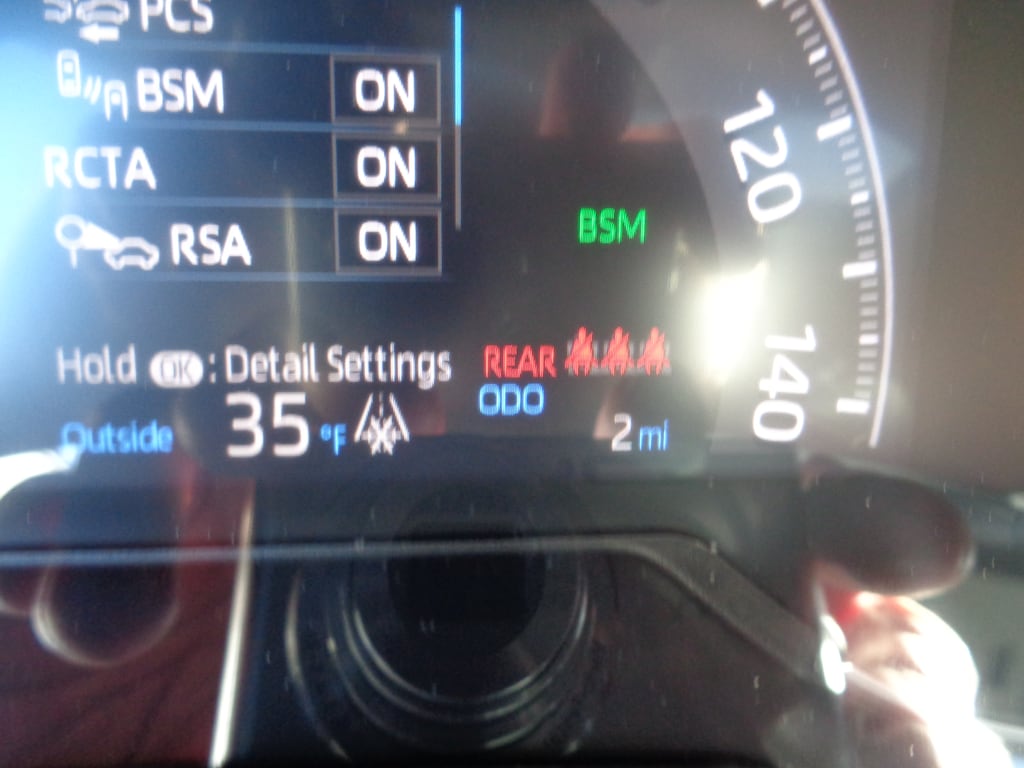 PCS
BSM ON
RCTA ON
RSA ON
BSM
120
140
Hold OK : Detail Settings
REAR
ODO
Outside 35 °F
2 mi